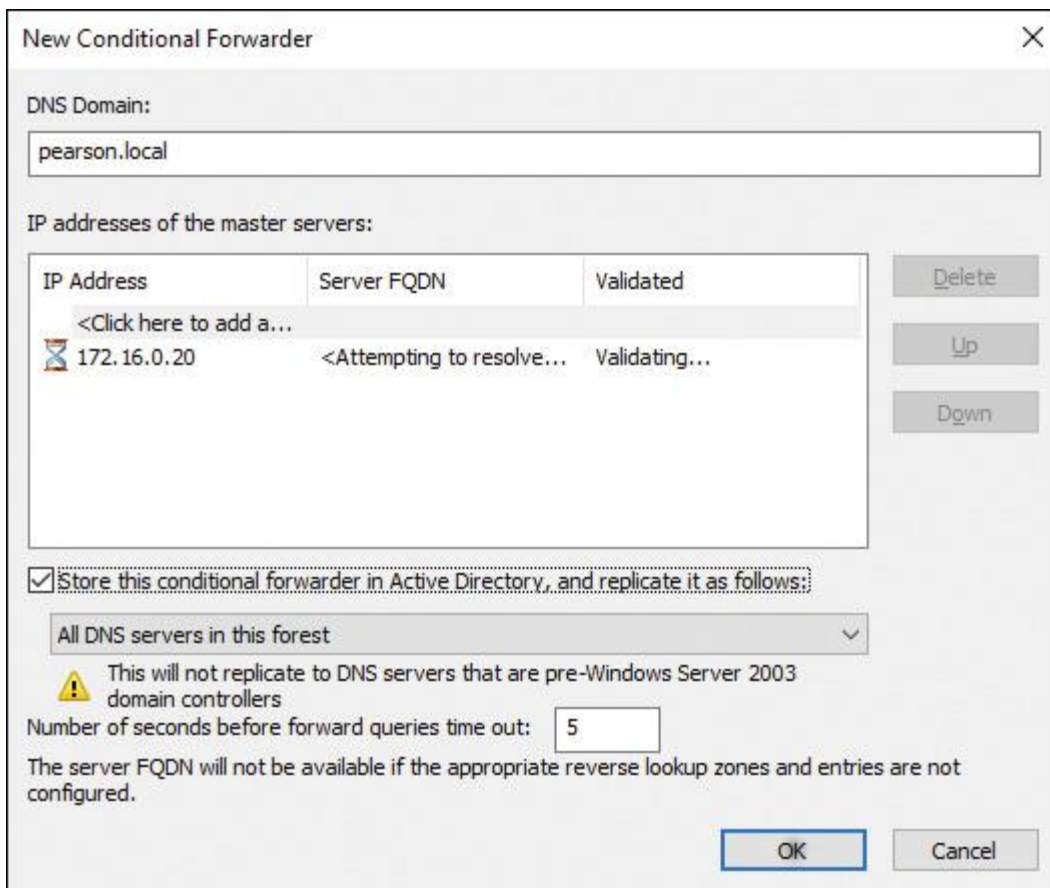 New Conditional Forwarder
DNS Domain:
pearson.local
IP addresses of the master servers:
IP Address Server FQDN Validated
<Click here to add a...
172.16.0.20 <Attempting to resolve... Validating...
Delete
Up
Down
Store this conditional forwarder in Active Directory, and replicate it as follows:
All DNS servers in this forest
This will not replicate to DNS servers that are pre-Windows Server 2003
domain controllers
Number of seconds before forward queries time out: 5
The server FQDN will not be available if the appropriate reverse lookup zones and entries are not
configured.
OK Cancel